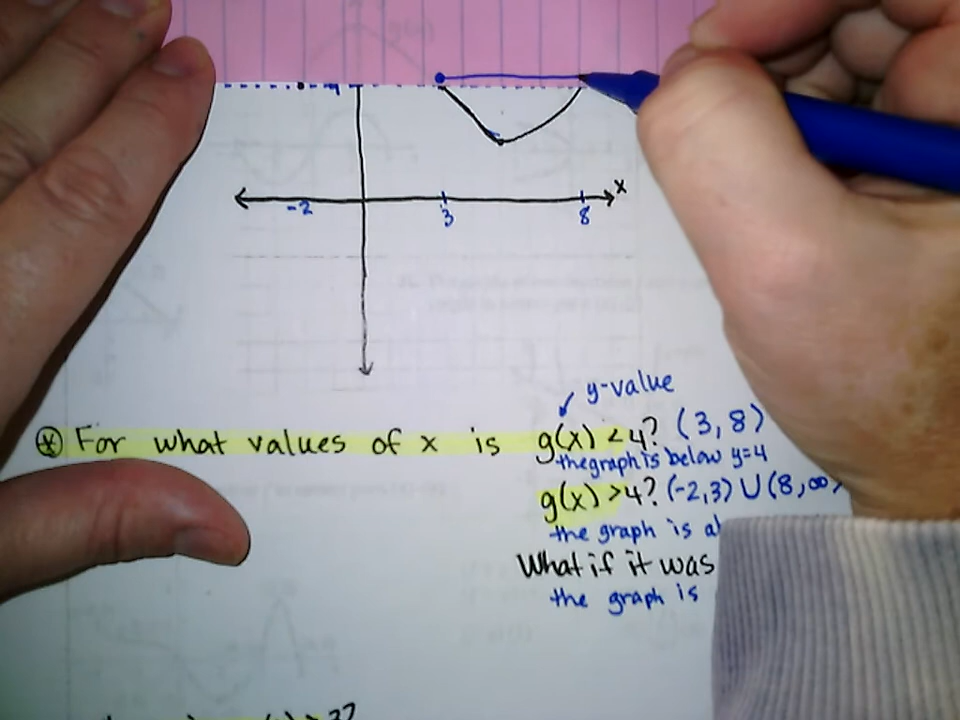 x
-2 3 8
y-value
* For what values of x is g(x) < 4? (3, 8)
the graph is below y=4
g(x) > 4? (-2,3) ∪ (8,∞)
the graph is
What if it was
the graph is